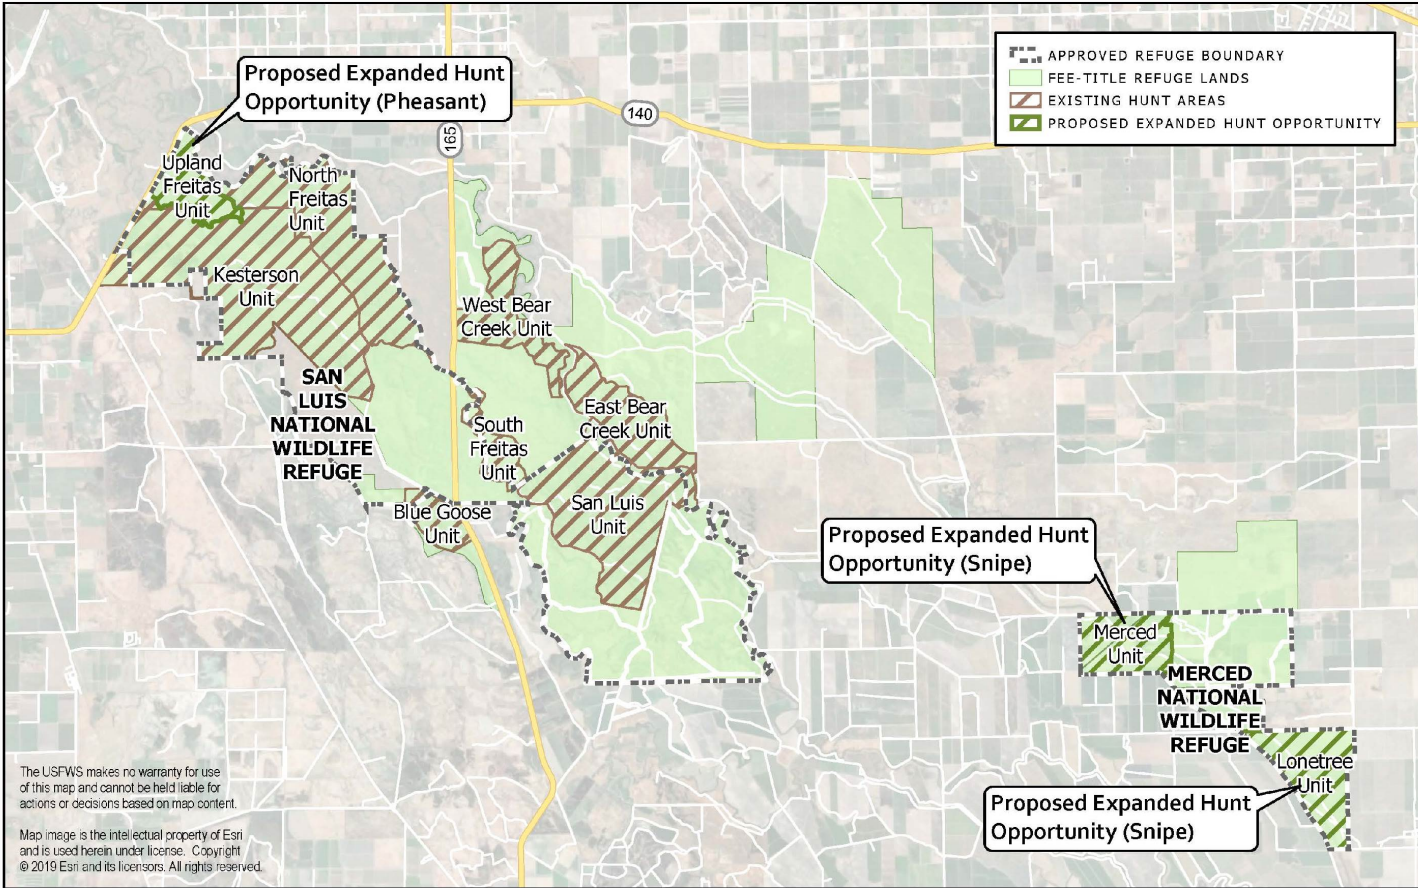 Proposed Expanded Hunt
Opportunity (Pheasant)
APPROVED REFUGE BOUNDARY
FEE-TITLE REFUGE LANDS
EXISTING HUNT AREAS
PROPOSED EXPANDED HUNT OPPORTUNITY
140
165
Upland
Freitas
Unit
North
Freitas
Unit
Kesterson
Unit
West Bear
Creek Unit
SAN
LUIS
NATIONAL
WILDLIFE
REFUGE
South
Freitas
Unit
East Bear
Creek Unit
Blue Goose
Unit
San Luis
Unit
Proposed Expanded Hunt
Opportunity (Snipe)
Merced
Unit
MERCED
NATIONAL
WILDLIFE
REFUGE
Lonetree
Unit
Proposed Expanded Hunt
Opportunity (Snipe)
The USFWS makes no warranty for use
of this map and cannot be held liable for
actions or decisions based on map content.
Map image is the intellectual property of Esri
and is used herein under license. Copyright
© 2019 Esri and its licensors. All rights reserved.